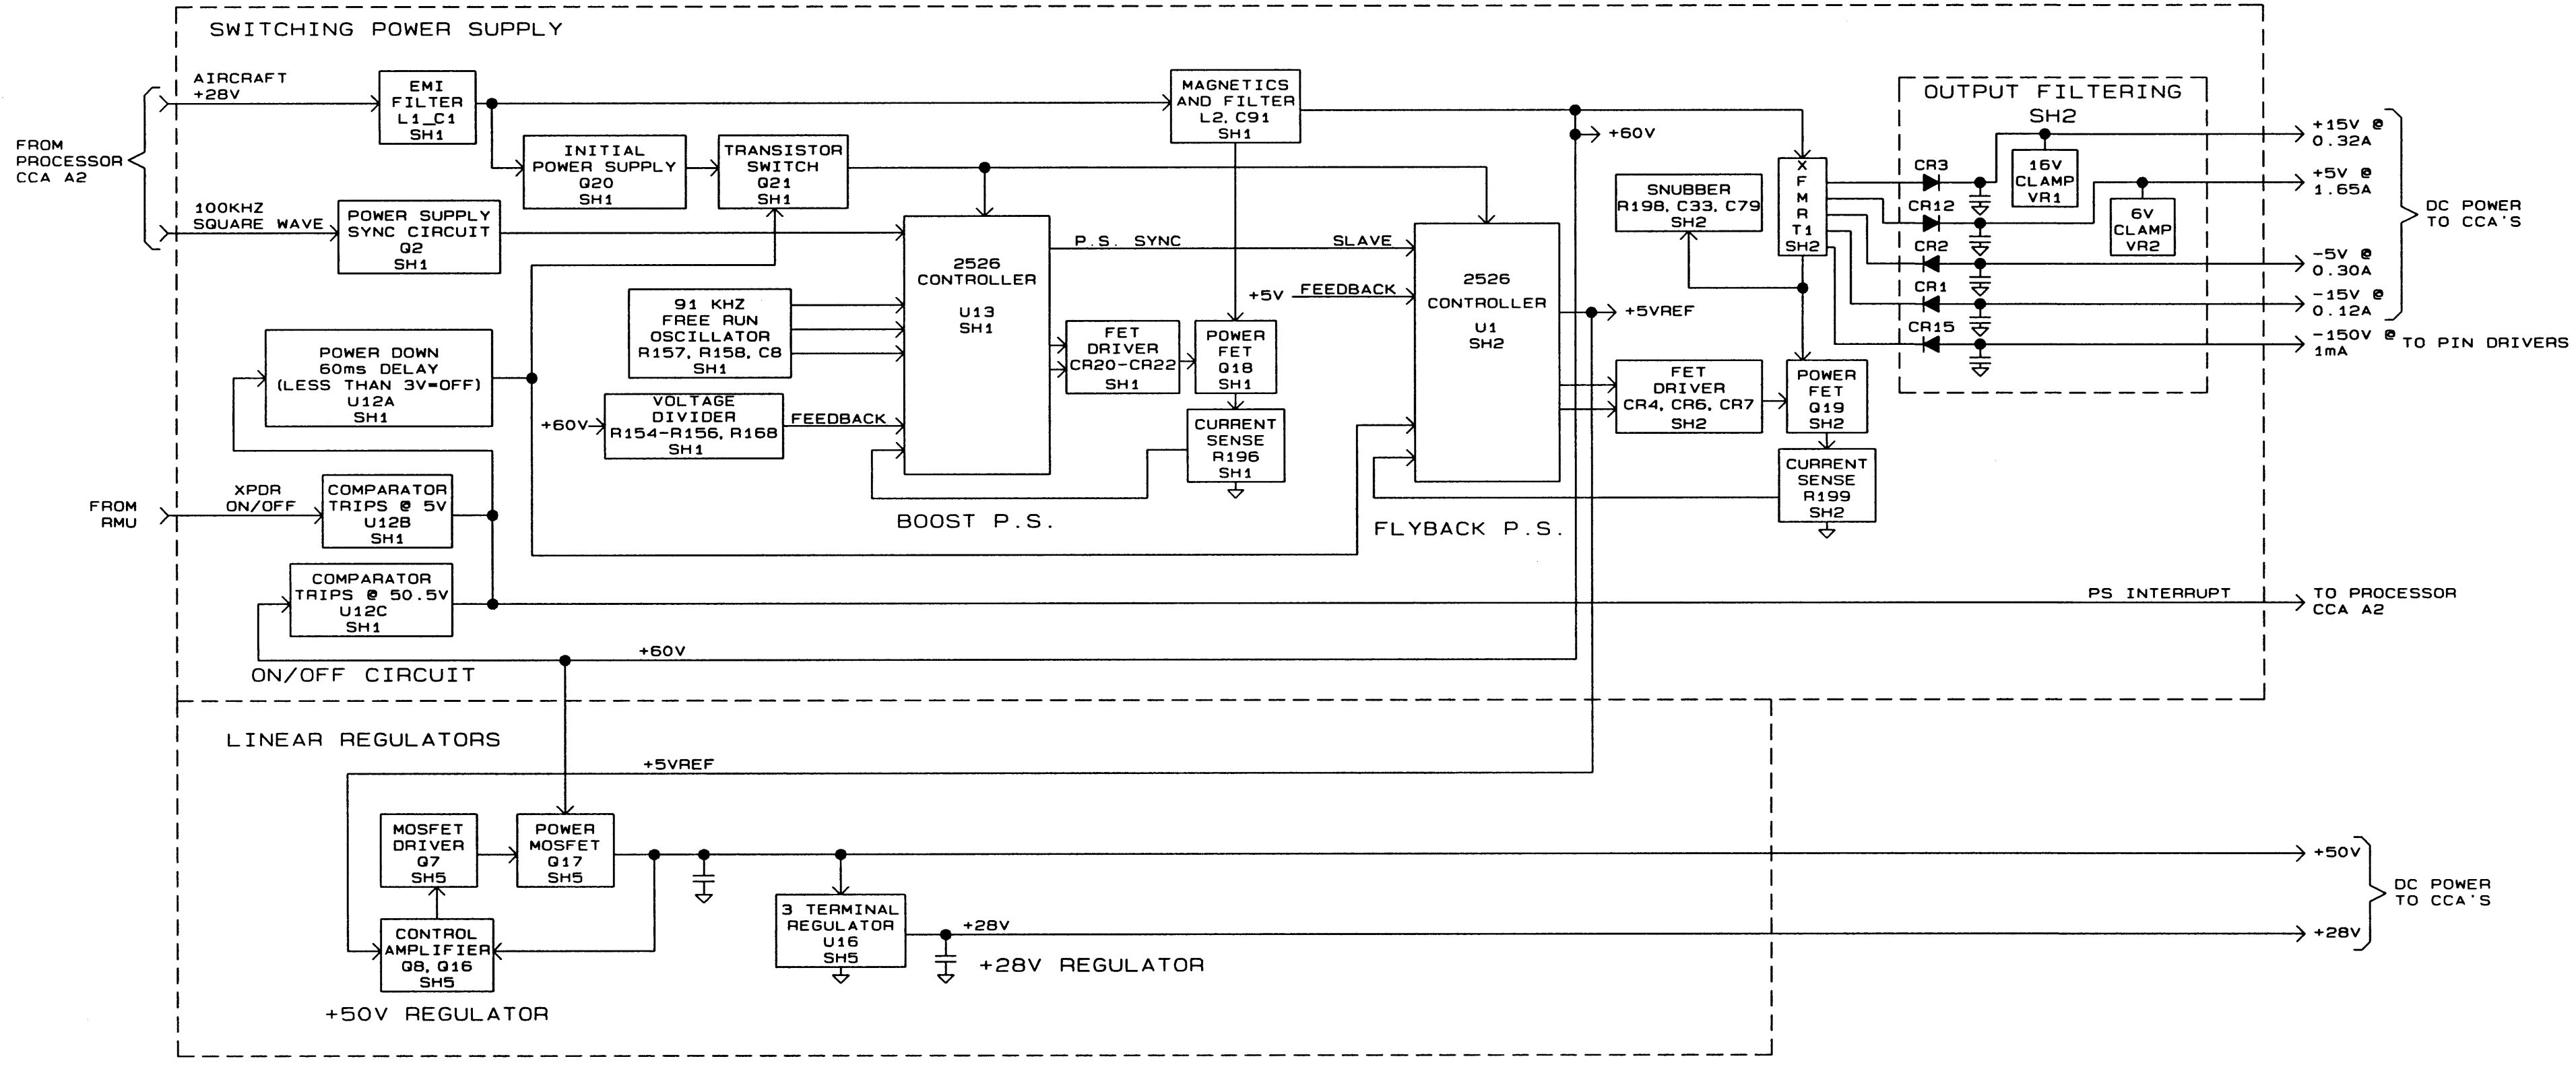 SWITCHING POWER SUPPLY
AIRCRAFT
+28V
FROM
PROCESSOR
CCA A2
100KHZ
SQUARE WAVE
EMI
FILTER
L1_C1
SH1
INITIAL
POWER SUPPLY
Q20
SH1
TRANSISTOR
SWITCH
Q21
SH1
POWER SUPPLY
SYNC CIRCUIT
Q2
SH1
MAGNETICS
AND FILTER
L2, C91
SH1
+60V
OUTPUT FILTERING
SH2
CR3
CR12
CR2
CR1
CR15
16V
CLAMP
VR1
6V
CLAMP
VR2
+15V @
0.32A
+5V @
1.65A
-5V @
0.30A
-15V @
0.12A
-150V @
1mA
DC POWER
TO CCA'S
TO PIN DRIVERS
SNUBBER
R198, C33, C79
SH2
X
F
M
R
T1
SH2
2526
CONTROLLER
U13
SH1
P.S. SYNC
SLAVE
+5V
FEEDBACK
2526
CONTROLLER
U1
SH2
+5VREF
91 KHZ
FREE RUN
OSCILLATOR
R157, R158, C8
SH1
FET
DRIVER
CR20-CR22
SH1
POWER
FET
Q18
SH1
FET
DRIVER
CR4, CR6, CR7
SH2
POWER
FET
Q19
SH2
POWER DOWN
60ms DELAY
(LESS THAN 3V=OFF)
U12A
SH1
+60V
VOLTAGE
DIVIDER
R154-R156, R168
SH1
FEEDBACK
CURRENT
SENSE
R196
SH1
CURRENT
SENSE
R199
SH2
FROM
RMU
XPDR
ON/OFF
COMPARATOR
TRIPS @ 5V
U12B
SH1
BOOST P.S.
FLYBACK P.S.
COMPARATOR
TRIPS @ 50.5V
U12C
SH1
PS INTERRUPT
TO PROCESSOR
CCA A2
+60V
ON/OFF CIRCUIT
LINEAR REGULATORS
+5VREF
MOSFET
DRIVER
Q7
SH5
POWER
MOSFET
Q17
SH5
CONTROL
AMPLIFIER
Q8, Q16
SH5
3 TERMINAL
REGULATOR
U16
SH5
+28V
+28V REGULATOR
+50V REGULATOR
+50V
+28V
DC POWER
TO CCA'S